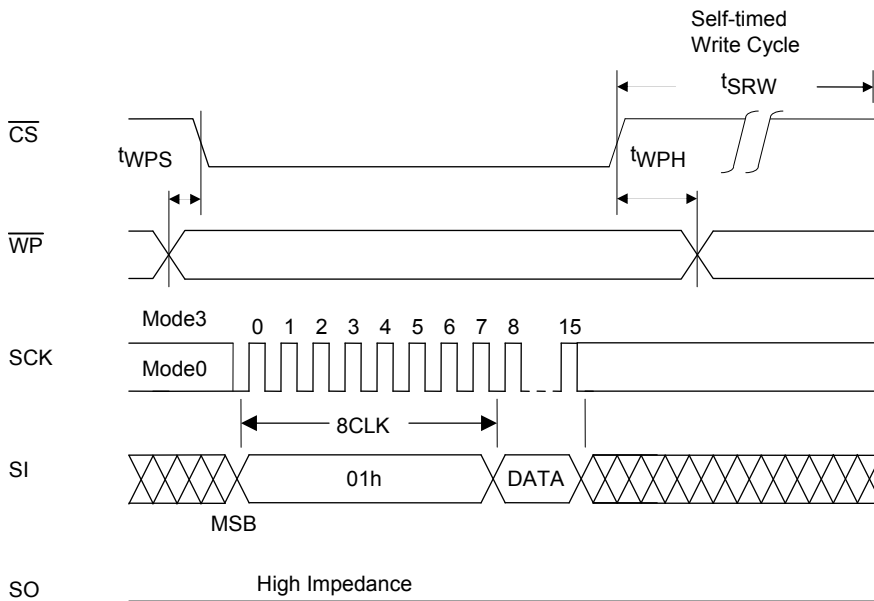 Self-timed
Write Cycle
tSRW
CS
tWPS
tWPH
WP
Mode3
0 1 2 3 4 5 6 7 8 15
SCK
Mode0
8CLK
SI
01h
DATA
MSB
SO
High Impedance